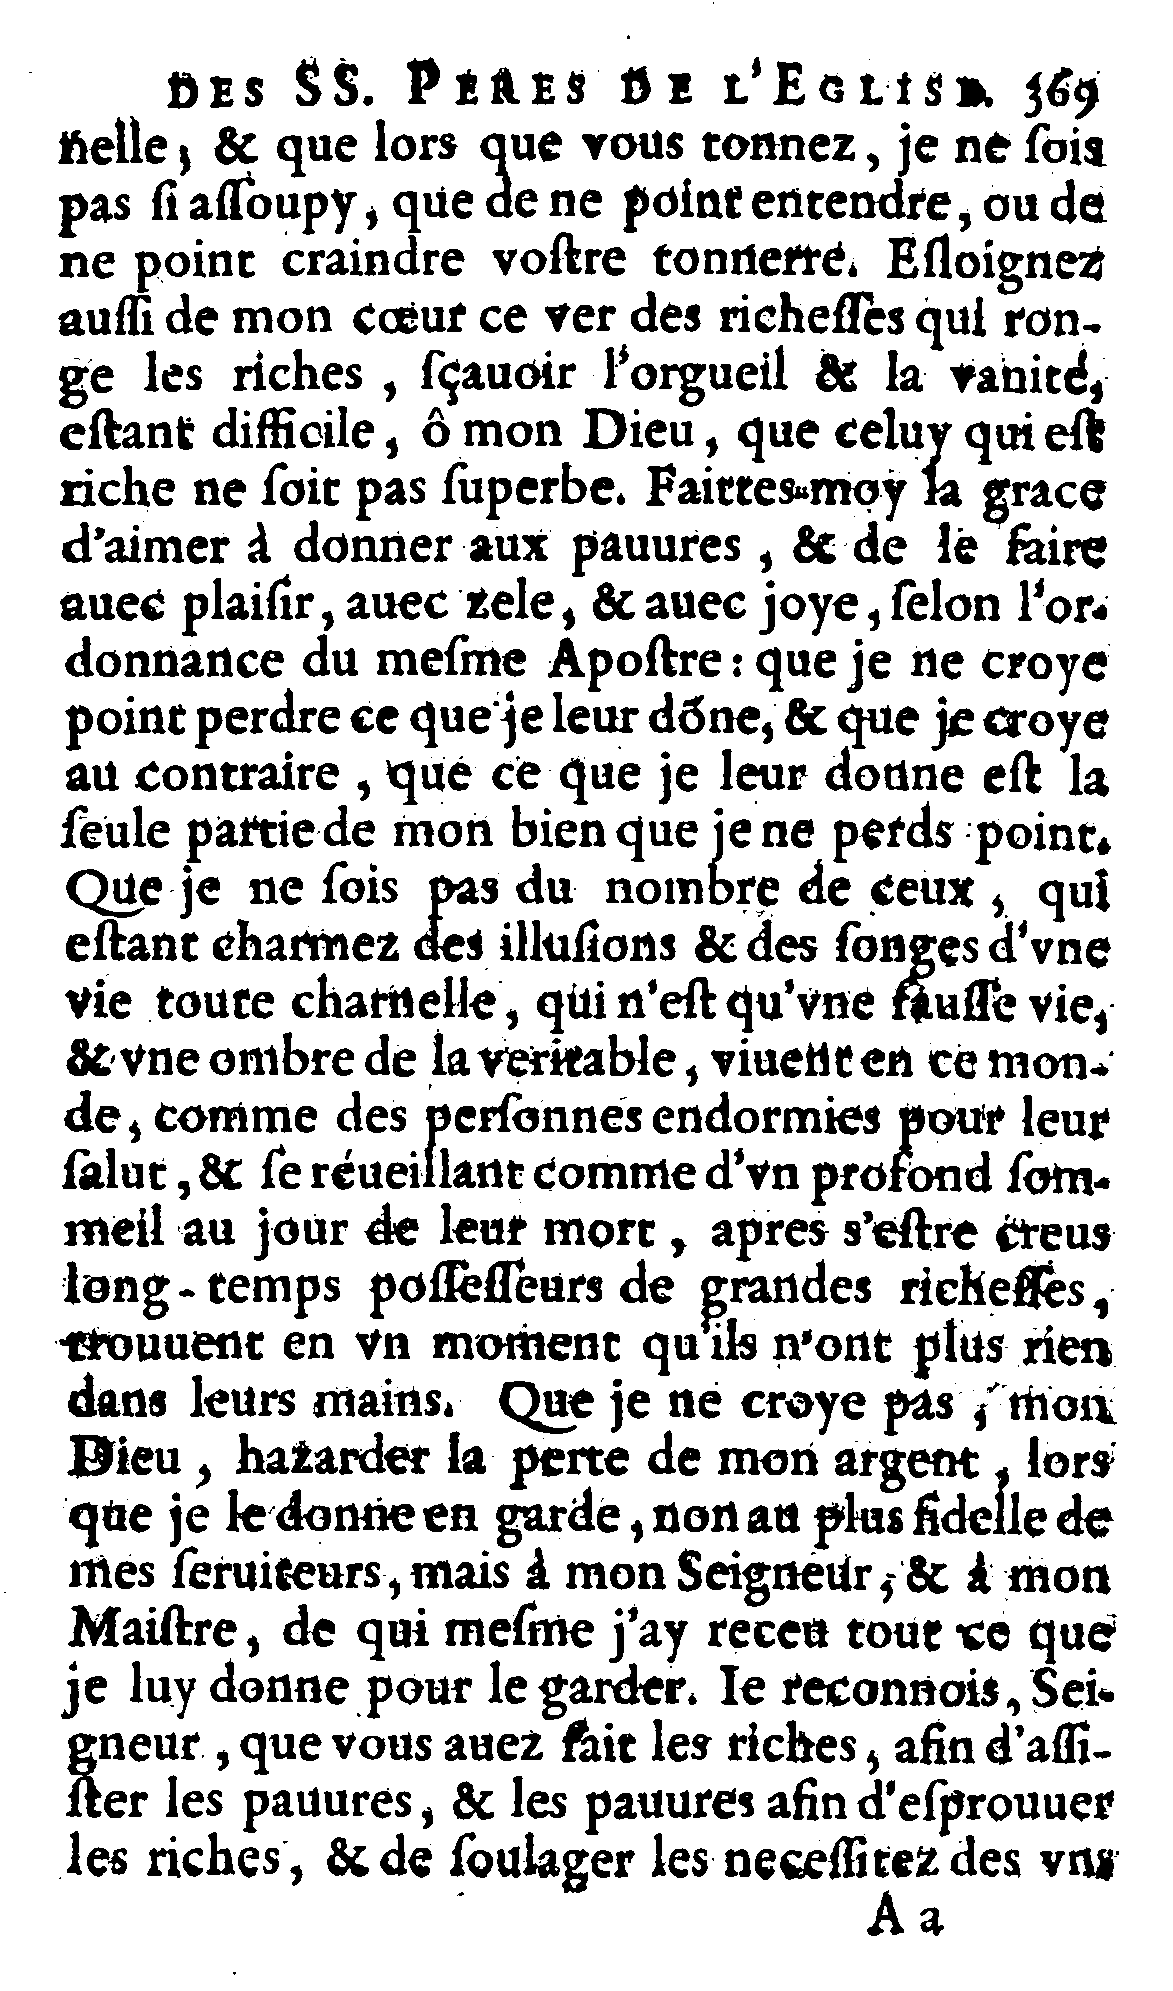 DES SS. PERES DE L'EGLISE. 369
nelle, & que lors que vous tonnez, je ne ſois
pas ſi aſſoupy, que de ne point entendre, ou de
ne point craindre voſtre tonnerre. Eſloignez
auſſi de mon cœur ce ver des richeſſes qui ron-
ge les riches, ſçauoir l'orgueil & la vanité,
eſtant difficile, ô mon Dieu, que celuy qui eſt
riche ne ſoit pas ſuperbe. Faittes-moy la grace
d'aimer à donner aux pauures, & de le faire
auec plaiſir, auec zele, & auec joye, ſelon l'or-
donnance du meſme Apoſtre: que je ne croye
point perdre ce que je leur dõne, & que je croye
au contraire, que ce que je leur donne eſt la
ſeule partie de mon bien que je ne perds point.
Que je ne ſois pas du nombre de ceux, qui
eſtant charmez des illuſions & des ſonges d'vne
vie toute charnelle, qui n'eſt qu'vne fauſſe vie,
& vne ombre de la veritable, viuent en ce mon-
de, comme des perſonnes endormies pour leur
ſalut, & ſe réueillant comme d'vn profond ſom-
meil au jour de leur mort, apres s'eſtre creus
long-temps poſſeſſeurs de grandes richeſſes,
trouuent en vn moment qu'ils n'ont plus rien
dans leurs mains. Que je ne croye pas, mon
Dieu, hazarder la perte de mon argent, lors
que je le donne en garde, non au plus fidelle de
mes ſeruiteurs, mais à mon Seigneur, & à mon
Maiſtre, de qui meſme j'ay receu tout ce que
je luy donne pour le garder. Ie reconnois, Sei-
gneur, que vous auez fait les riches, afin d'aſſi-
ſter les pauures, & les pauures afin d'eſprouuer
les riches, & de ſoulager les neceſſitez des vns
A a